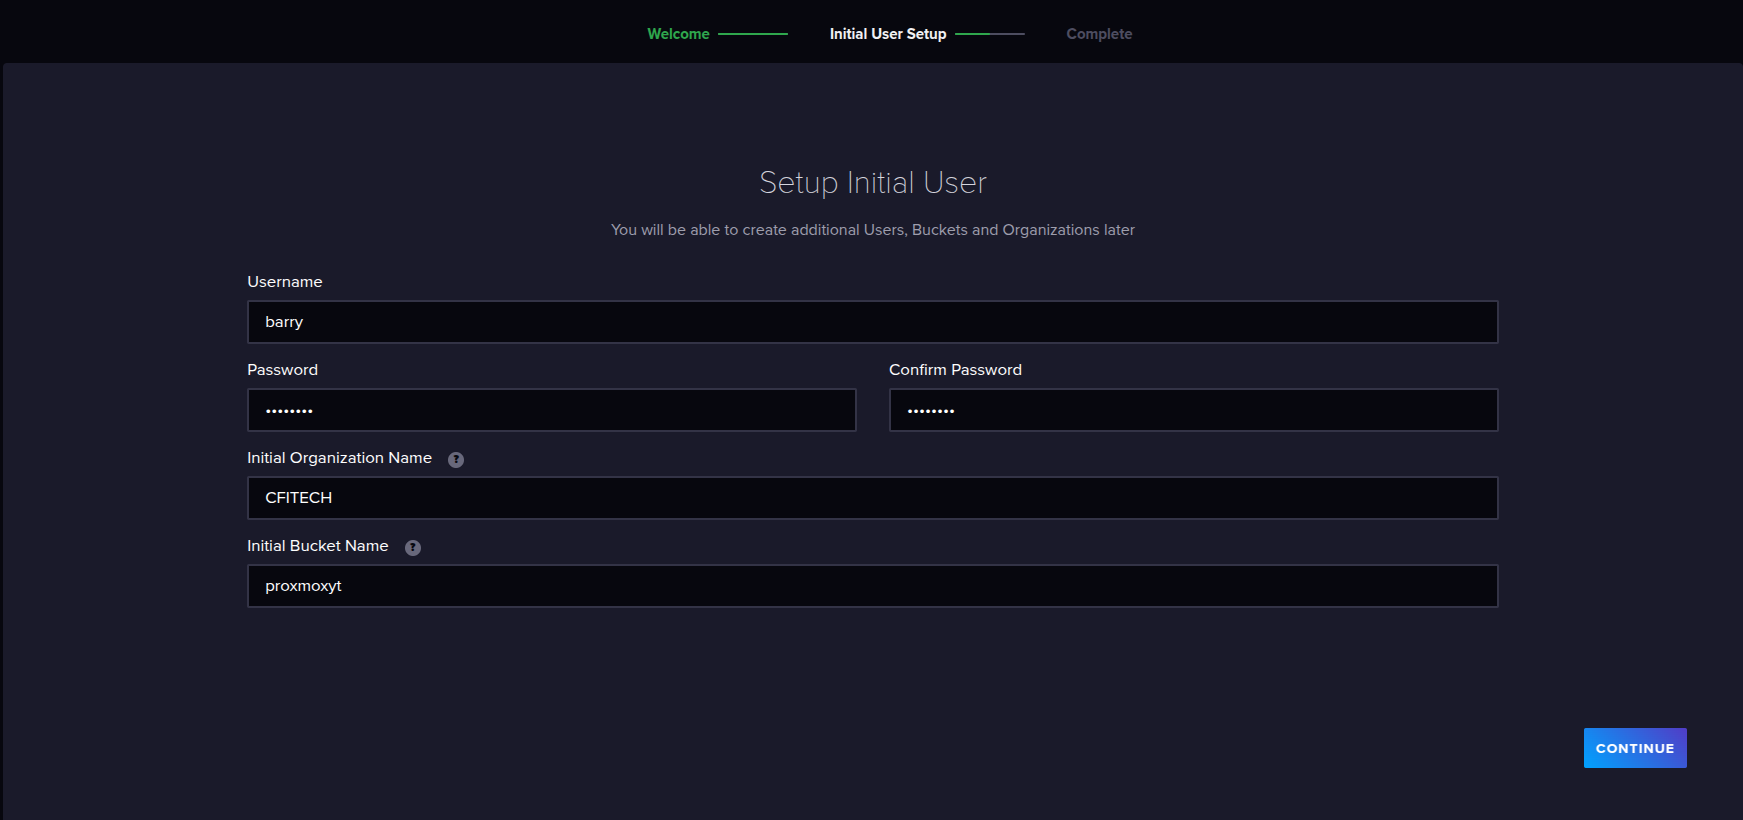 Welcome Initial User Setup Complete
Setup Initial User
You will be able to create additional Users, Buckets and Organizations later
Username
barry
Password Confirm Password
•••••••• ••••••••
Initial Organization Name ?
CFITECH
Initial Bucket Name ?
proxmoxyt
CONTINUE